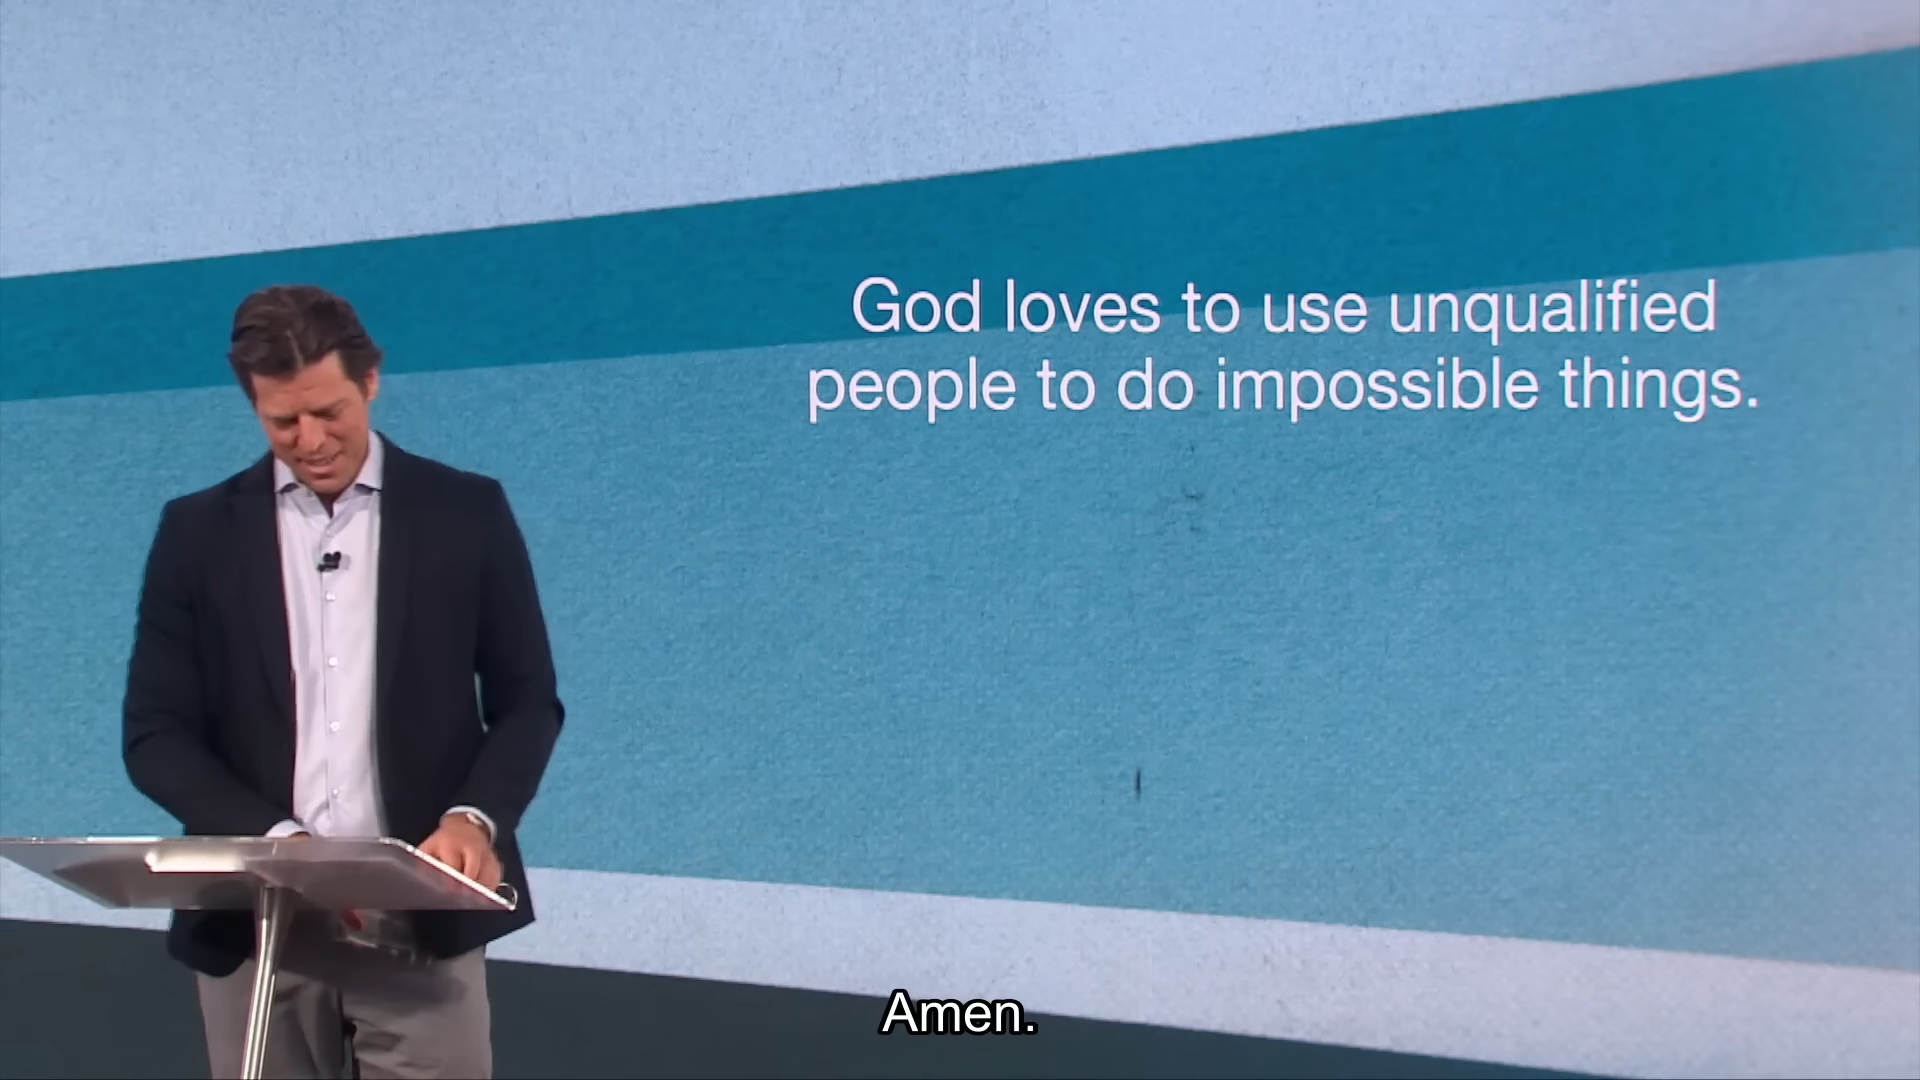 God loves to use unqualified
people to do impossible things.
Amen.